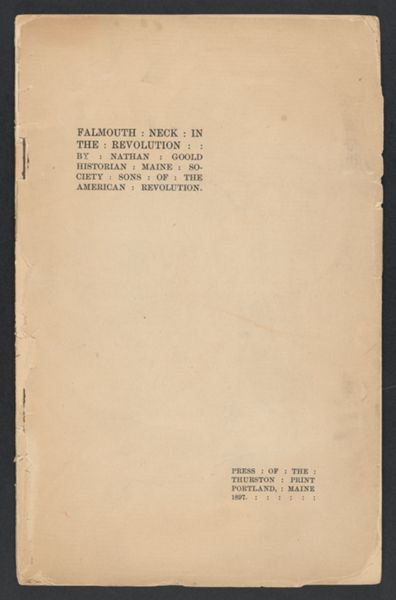 FALMOUTH : NECK : IN
THE : REVOLUTION : :
BY : NATHAN : GOOLD
HISTORIAN : MAINE : SO-
CIETY : SONS : OF : THE
AMERICAN : REVOLUTION.
PRESS : OF : THE :
THURSTON : PRINT
PORTLAND, : MAINE
1897. : : : : : :